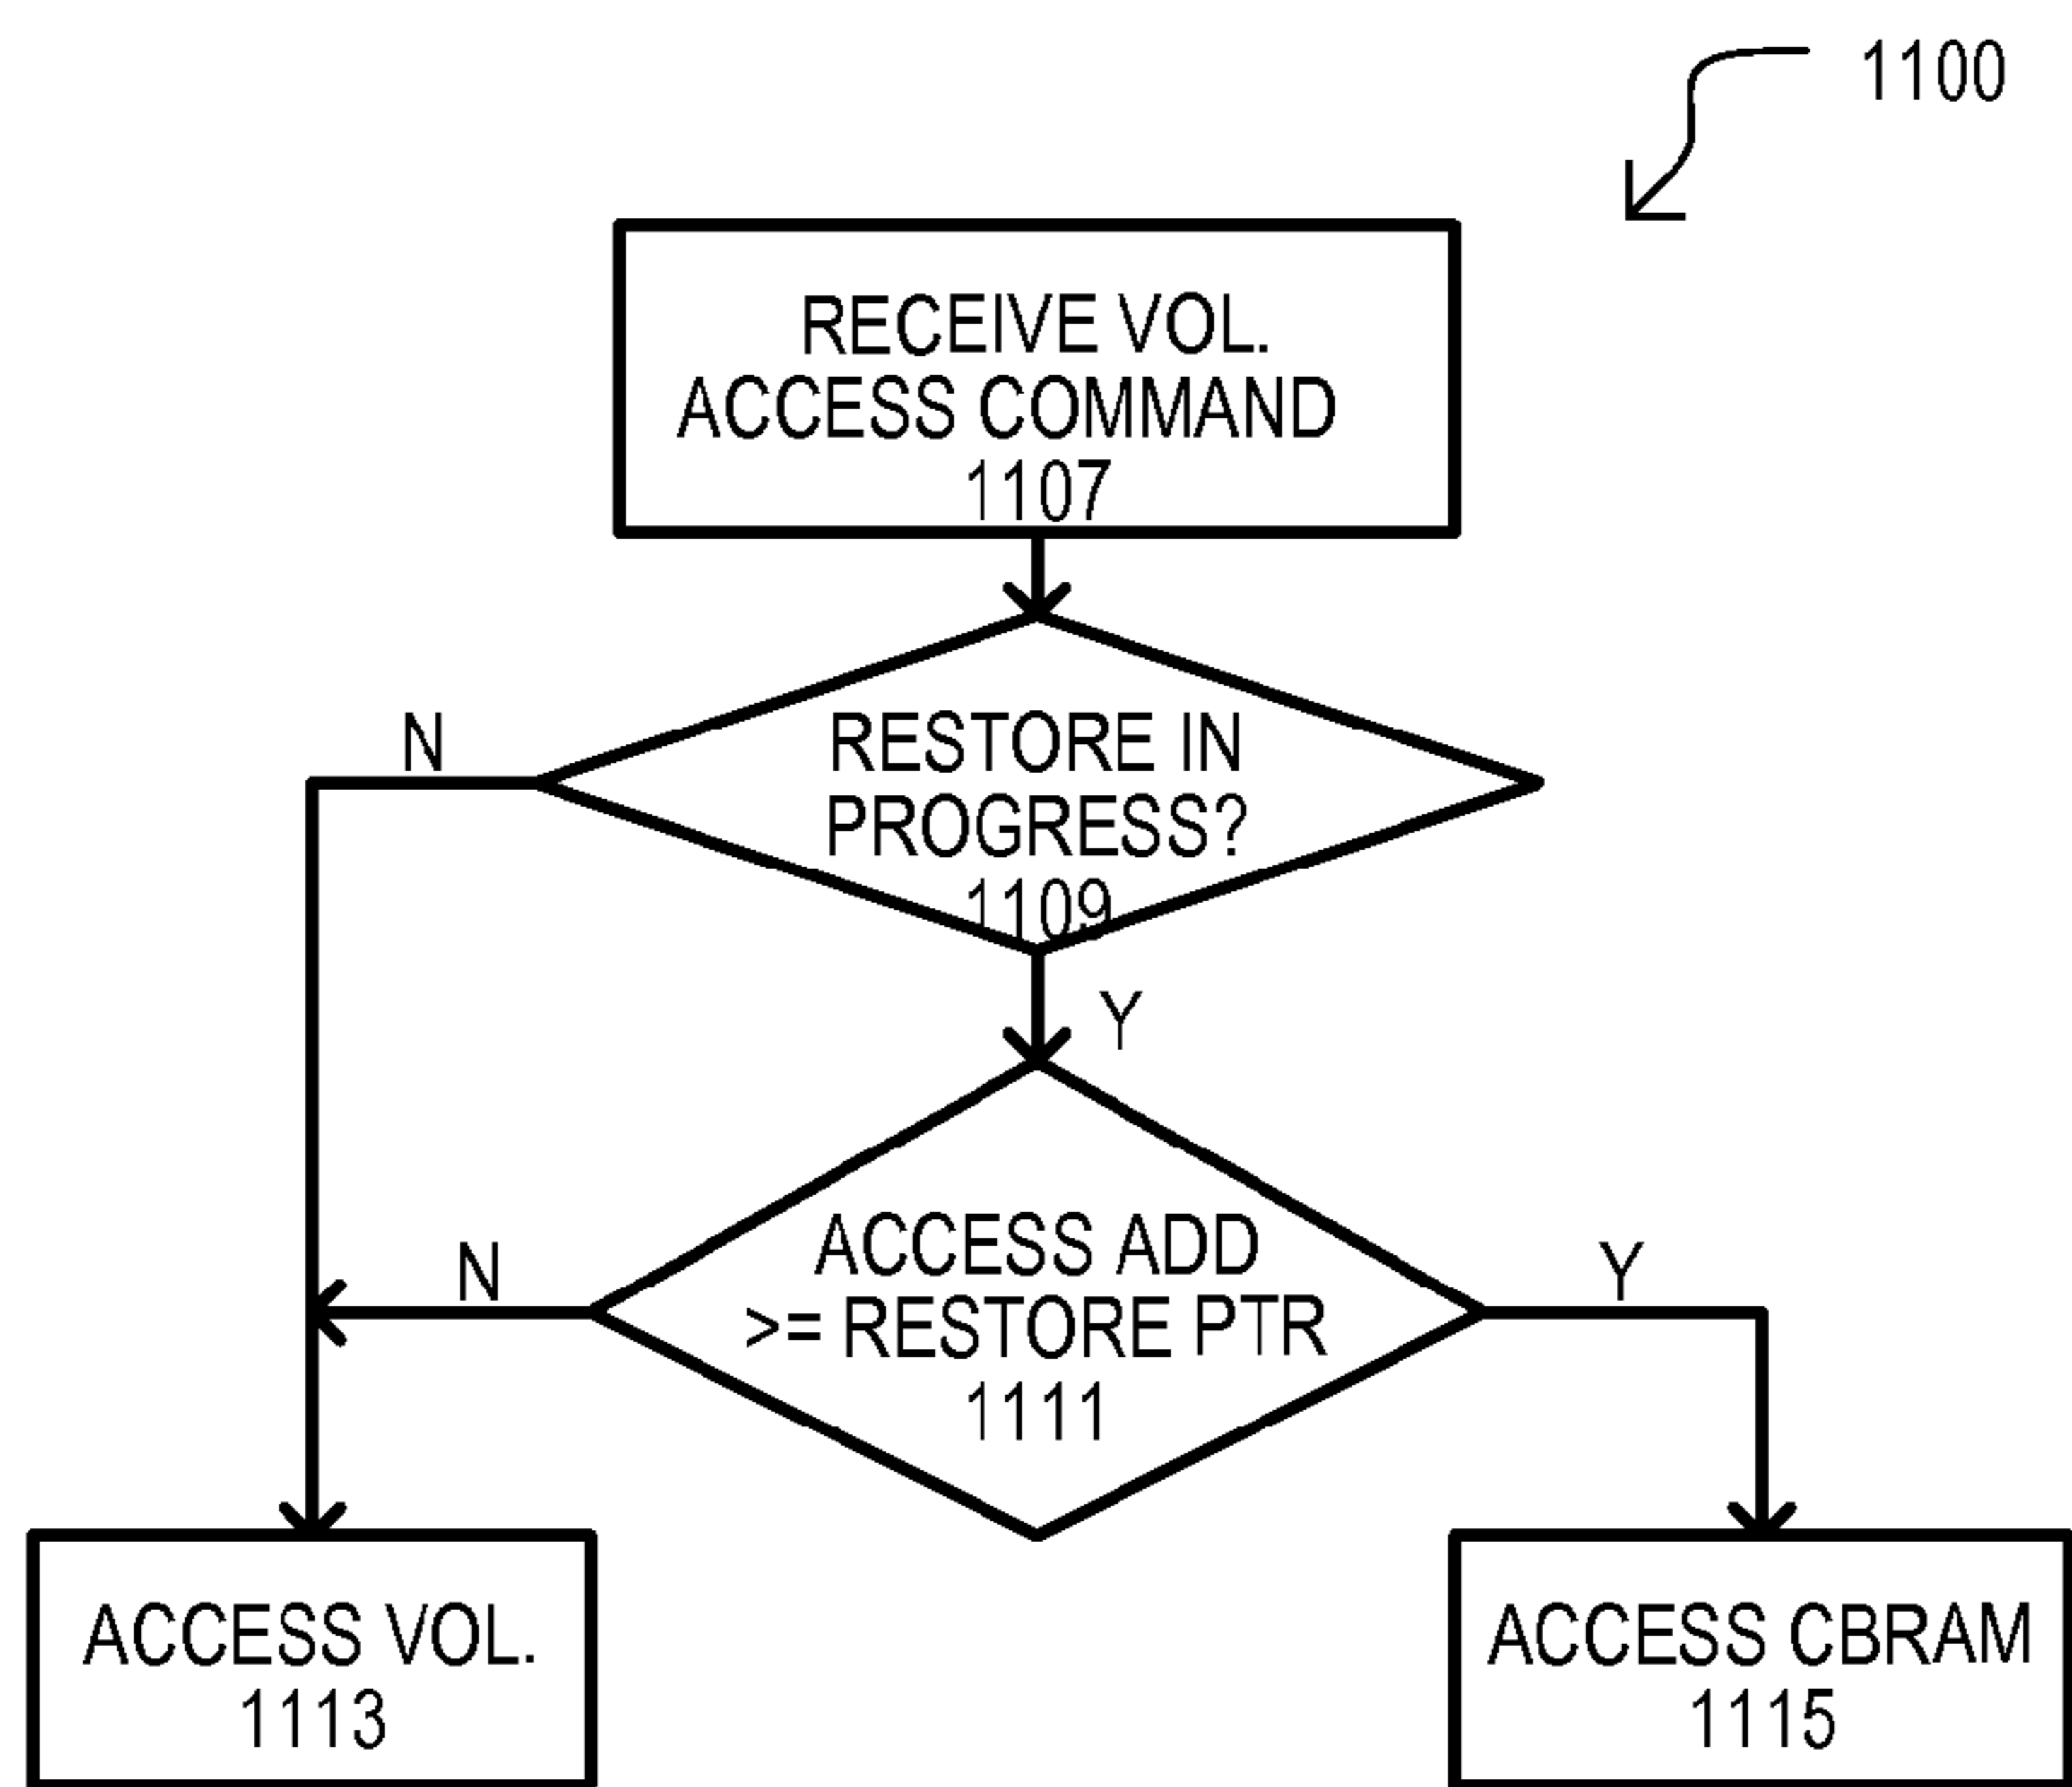 1100
RECEIVE VOL.
ACCESS COMMAND
1107
N
RESTORE IN
PROGRESS?
1109
Y
N
ACCESS ADD
>= RESTORE PTR
1111
Y
ACCESS VOL.
1113
ACCESS CBRAM
1115